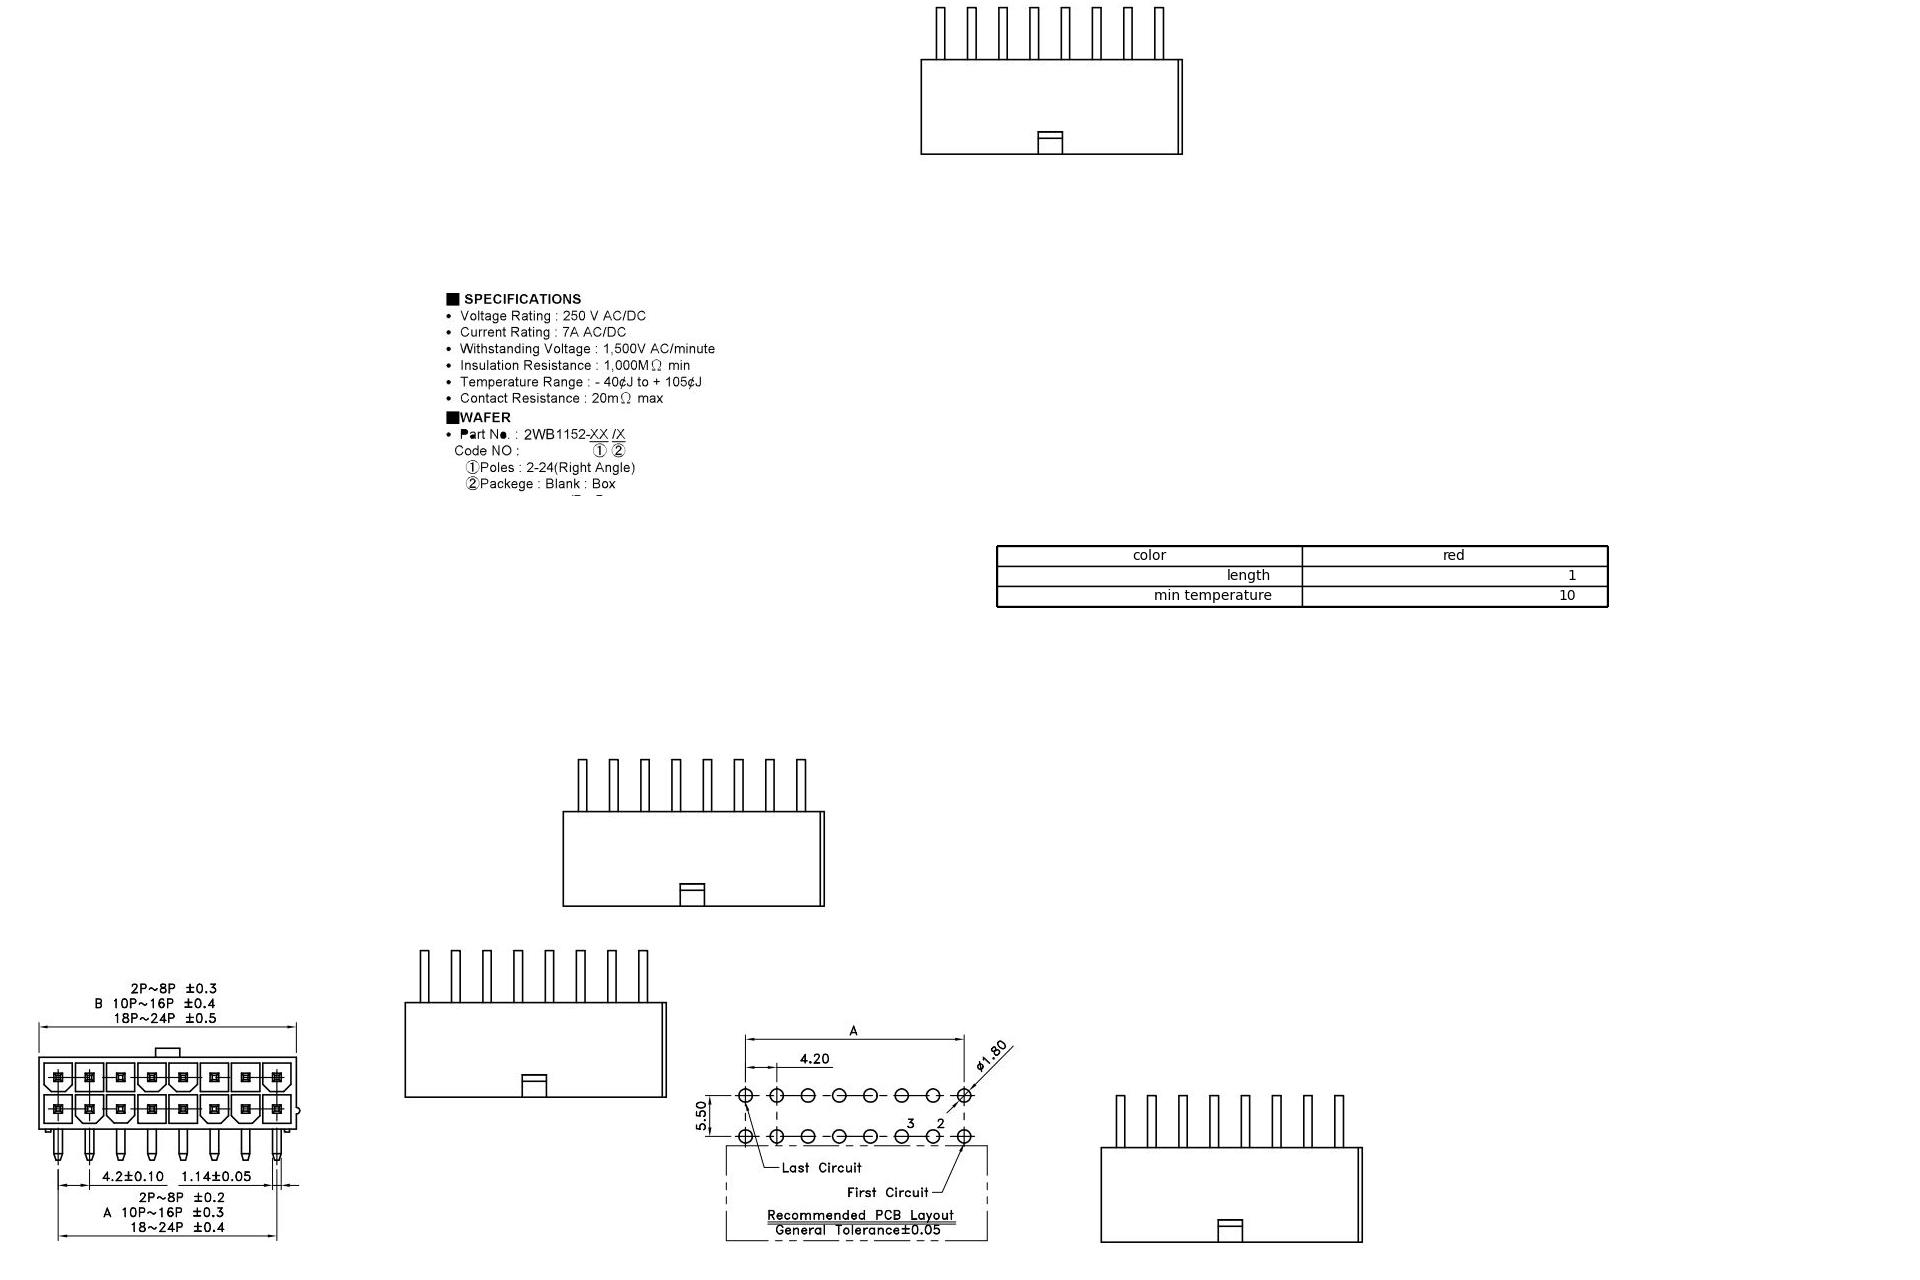 ■ SPECIFICATIONS
• Voltage Rating : 250 V AC/DC
• Current Rating : 7A AC/DC
• Withstanding Voltage : 1,500V AC/minute
• Insulation Resistance : 1,000MΩ min
• Temperature Range : - 40¢J to + 105¢J
• Contact Resistance : 20mΩ max
■WAFER
• Part No. : 2WB1152-XX /X
Code NO : ① ②
①Poles : 2-24(Right Angle)
②Packege : Blank : Box
color red
length 1
min temperature 10
2P~8P ±0.3
B 10P~16P ±0.4
18P~24P ±0.5
4.2±0.10 1.14±0.05
2P~8P ±0.2
A 10P~16P ±0.3
18~24P ±0.4
A
4.20
ø1.80
5.50
3 2
Last Circuit
First Circuit
Recommended PCB Layout
General Tolerance±0.05